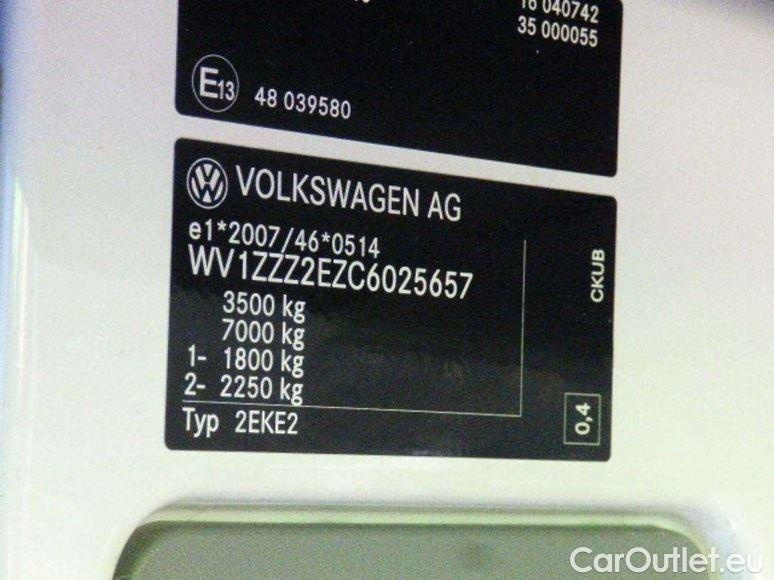 16 040742
35 000055
E13 48 039580
VOLKSWAGEN AG
e1*2007/46*0514
WV1ZZZ2EZC6025657
3500 kg
7000 kg
1- 1800 kg
2- 2250 kg
Typ 2EKE2
CKUB
0,4
CarOutlet.eu